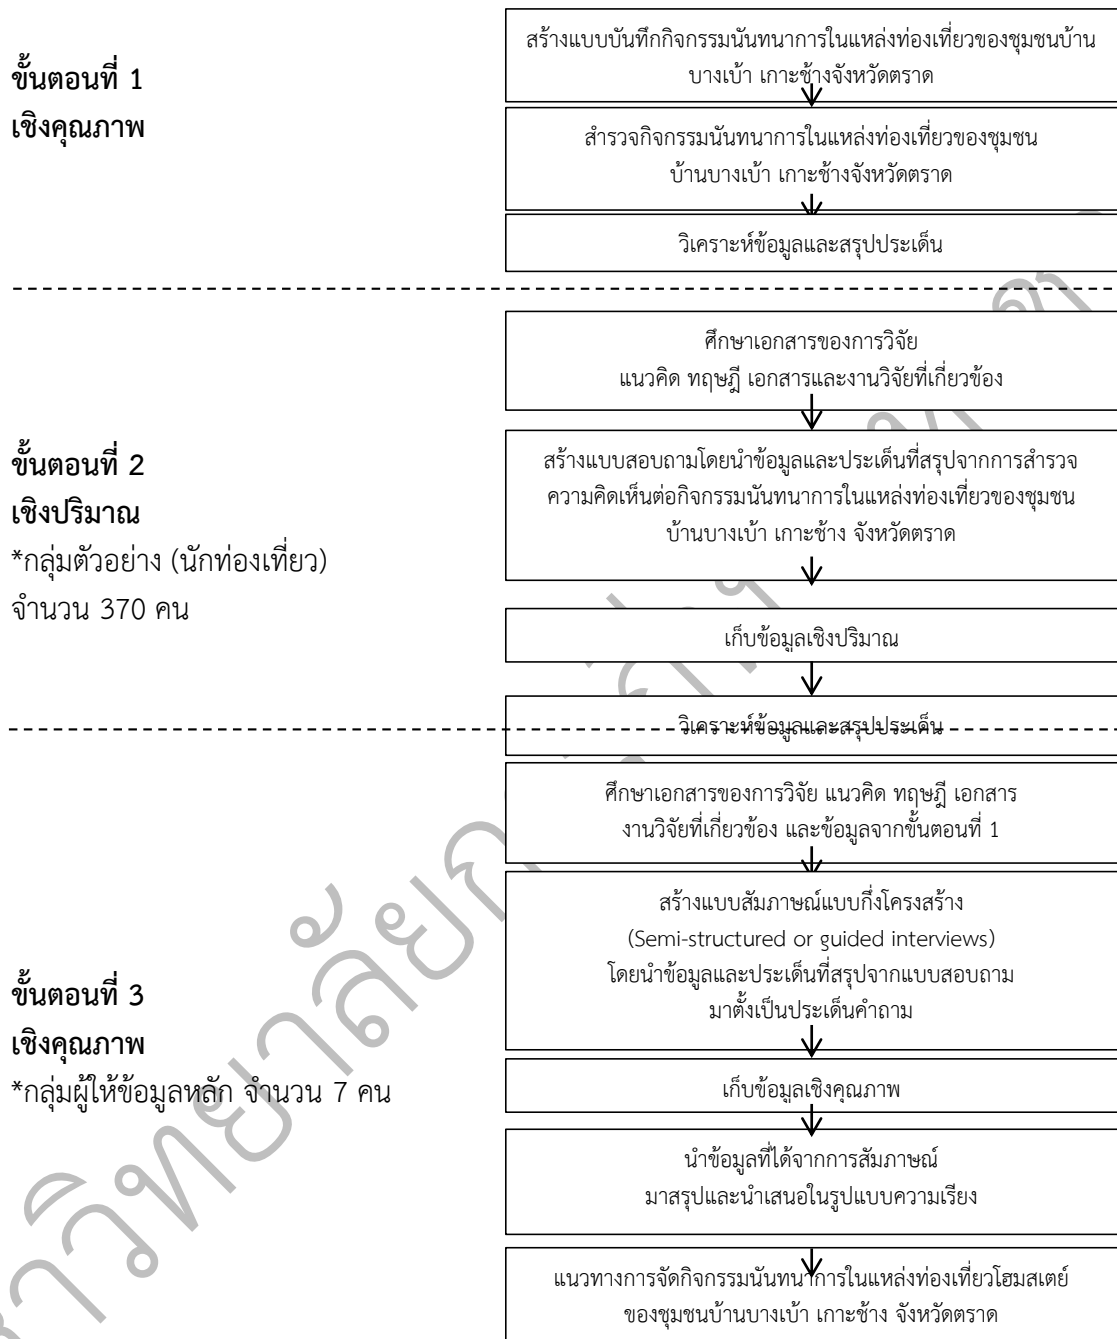 ขั้นตอนที่ 1
เชิงคุณภาพ
สร้างแบบบันทึกกิจกรรมนันทนาการในแหล่งท่องเที่ยวของชุมชนบ้าน
บางเบ้า เกาะช้างจังหวัดตราด
สำรวจกิจกรรมนันทนาการในแหล่งท่องเที่ยวของชุมชน
บ้านบางเบ้า เกาะช้างจังหวัดตราด
วิเคราะห์ข้อมูลและสรุปประเด็น
ขั้นตอนที่ 2
เชิงปริมาณ
*กลุ่มตัวอย่าง (นักท่องเที่ยว)
จำนวน 370 คน
ศึกษาเอกสารของการวิจัย
แนวคิด ทฤษฎี เอกสารและงานวิจัยที่เกี่ยวข้อง
สร้างแบบสอบถามโดยนำข้อมูลและประเด็นที่สรุปจากการสำรวจ
ความคิดเห็นต่อกิจกรรมนันทนาการในแหล่งท่องเที่ยวของชุมชน
บ้านบางเบ้า เกาะช้าง จังหวัดตราด
เก็บข้อมูลเชิงปริมาณ
วิเคราะห์ข้อมูลและสรุปประเด็น
ขั้นตอนที่ 3
เชิงคุณภาพ
*กลุ่มผู้ให้ข้อมูลหลัก จำนวน 7 คน
ศึกษาเอกสารของการวิจัย แนวคิด ทฤษฎี เอกสาร
งานวิจัยที่เกี่ยวข้อง และข้อมูลจากขั้นตอนที่ 1
สร้างแบบสัมภาษณ์แบบกึ่งโครงสร้าง
(Semi-structured or guided interviews)
โดยนำข้อมูลและประเด็นที่สรุปจากแบบสอบถาม
มาตั้งเป็นประเด็นคำถาม
เก็บข้อมูลเชิงคุณภาพ
นำข้อมูลที่ได้จากการสัมภาษณ์
มาสรุปและนำเสนอในรูปแบบความเรียง
แนวทางการจัดกิจกรรมนันทนาการในแหล่งท่องเที่ยวโฮมสเตย์
ของชุมชนบ้านบางเบ้า เกาะช้าง จังหวัดตราด